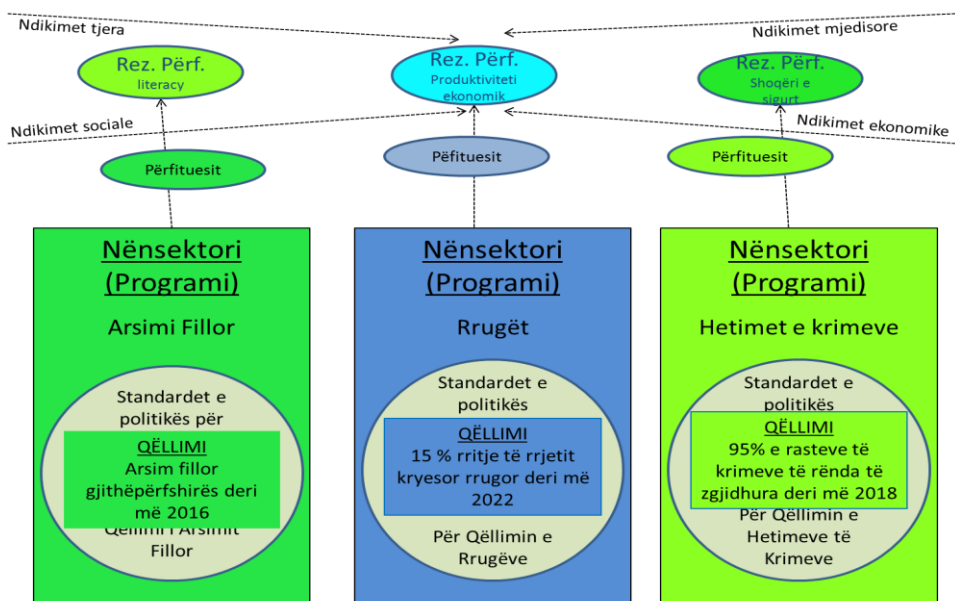 Ndikimet tjera
Ndikimet mjedisore
Rez. Përf.
literacy
Rez. Përf.
Produktiviteti
ekonomik
Rez. Përf.
Shoqëri e
sigurt
Ndikimet sociale
Ndikimet ekonomike
Përfituesit
Pëfituesit
Përfituesit
Nënsektori
(Programi)
Arsimi Fillor
Standardet e
politikës për
QËLLIMI
Arsim fillor
gjithëpërfshirës deri
më 2016
Qëllimi i Arsimit
Fillor
Nënsektori
(Programi)
Rrugët
Standardet e
politikës
QËLLIMI
15 % rritje të rrjetit
kryesor rrugor deri më
2022
Për Qëllimin e
Rrugëve
Nënsektori
(Programi)
Hetimet e krimeve
Standardet e
politikës
QËLLIMI
95% e rasteve të
krimeve të rënda të
zgjidhura deri më 2018
Për Qëllimin e
Hetimeve të
Krimeve